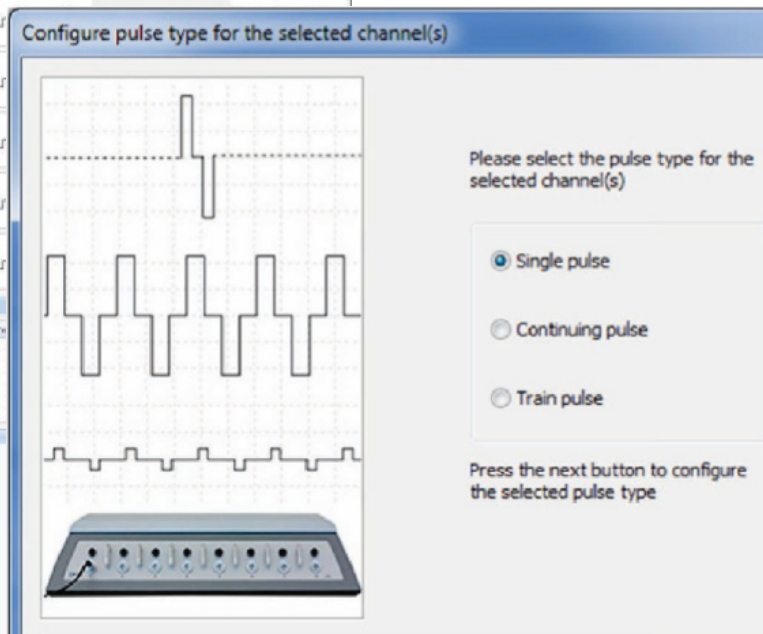 Configure pulse type for the selected channel(s)
Please select the pulse type for the
selected channel(s)
Single pulse
Continuing pulse
Train pulse
Press the next button to configure
the selected pulse type